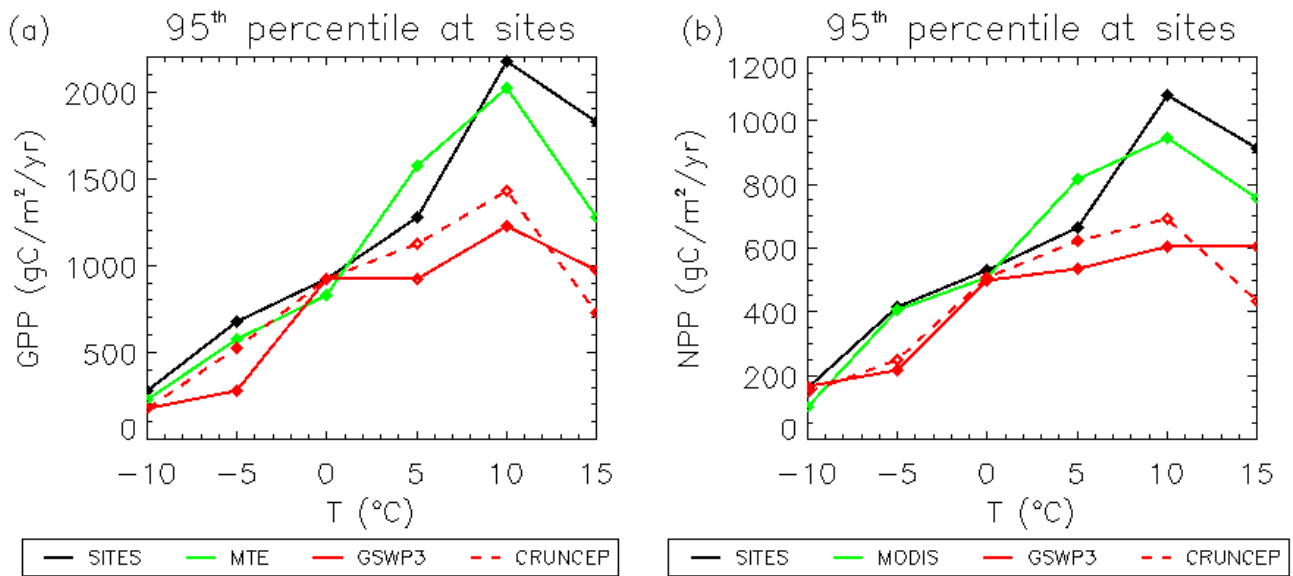 (a) 95th percentile at sites
GPP (gC/m²/yr)
2000
1500
1000
500
0
−10 −5 0 5 10 15
T (°C)
SITES MTE GSWP3 CRUNCEP
(b) 95th percentile at sites
NPP (gC/m²/yr)
1200
1000
800
600
400
200
0
−10 −5 0 5 10 15
T (°C)
SITES MODIS GSWP3 CRUNCEP